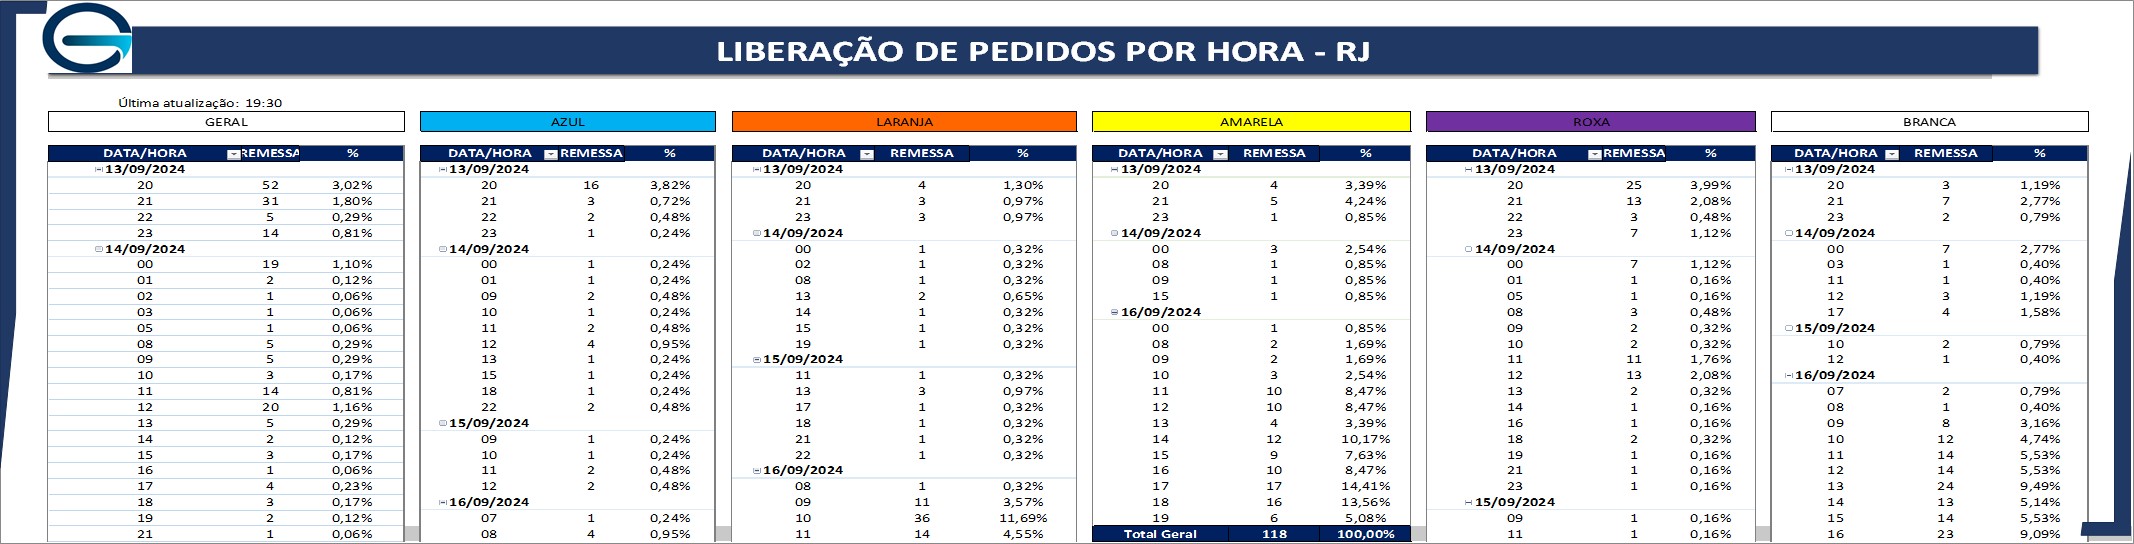 LIBERAÇÃO DE PEDIDOS POR HORA - RJ
Última atualização: 19:30
GERAL
DATA/HORA REMESSA %
13/09/2024
20 52 3,02%
21 31 1,80%
22 5 0,29%
23 14 0,81%
14/09/2024
00 19 1,10%
01 2 0,12%
02 1 0,06%
03 1 0,06%
05 1 0,06%
08 5 0,29%
09 5 0,29%
10 3 0,17%
11 14 0,81%
12 20 1,16%
13 5 0,29%
14 2 0,12%
15 3 0,17%
16 1 0,06%
17 4 0,23%
18 3 0,17%
19 2 0,12%
21 1 0,06%
AZUL
DATA/HORA REMESSA %
13/09/2024
20 16 3,82%
21 3 0,72%
22 2 0,48%
23 1 0,24%
14/09/2024
00 1 0,24%
01 1 0,24%
09 2 0,48%
10 1 0,24%
11 2 0,48%
12 4 0,95%
13 1 0,24%
15 1 0,24%
18 1 0,24%
22 2 0,48%
15/09/2024
09 1 0,24%
10 1 0,24%
11 2 0,48%
12 2 0,48%
16/09/2024
07 1 0,24%
08 4 0,95%
LARANJA
DATA/HORA REMESSA %
13/09/2024
20 4 1,30%
21 3 0,97%
23 3 0,97%
14/09/2024
00 1 0,32%
02 1 0,32%
08 1 0,32%
13 2 0,65%
14 1 0,32%
15 1 0,32%
19 1 0,32%
15/09/2024
11 1 0,32%
13 3 0,97%
17 1 0,32%
18 1 0,32%
21 1 0,32%
22 1 0,32%
16/09/2024
08 1 0,32%
09 11 3,57%
10 36 11,69%
11 14 4,55%
AMARELA
DATA/HORA REMESSA %
13/09/2024
20 4 3,39%
21 5 4,24%
23 1 0,85%
14/09/2024
00 3 2,54%
08 1 0,85%
09 1 0,85%
15 1 0,85%
16/09/2024
00 1 0,85%
08 2 1,69%
09 2 1,69%
10 3 2,54%
11 10 8,47%
12 10 8,47%
13 4 3,39%
14 12 10,17%
15 9 7,63%
16 10 8,47%
17 17 14,41%
18 16 13,56%
19 6 5,08%
Total Geral 118 100,00%
ROXA
DATA/HORA REMESSA %
13/09/2024
20 25 3,99%
21 13 2,08%
22 3 0,48%
23 7 1,12%
14/09/2024
00 7 1,12%
01 1 0,16%
05 1 0,16%
08 3 0,48%
09 2 0,32%
10 2 0,32%
11 11 1,76%
12 13 2,08%
13 2 0,32%
14 1 0,16%
16 1 0,16%
18 2 0,32%
19 1 0,16%
21 1 0,16%
23 1 0,16%
15/09/2024
09 1 0,16%
11 1 0,16%
BRANCA
DATA/HORA REMESSA %
13/09/2024
20 3 1,19%
21 7 2,77%
23 2 0,79%
14/09/2024
00 7 2,77%
03 1 0,40%
11 1 0,40%
12 3 1,19%
17 4 1,58%
15/09/2024
10 2 0,79%
12 1 0,40%
16/09/2024
07 2 0,79%
08 1 0,40%
09 8 3,16%
10 12 4,74%
11 14 5,53%
12 14 5,53%
13 24 9,49%
14 13 5,14%
15 14 5,53%
16 23 9,09%